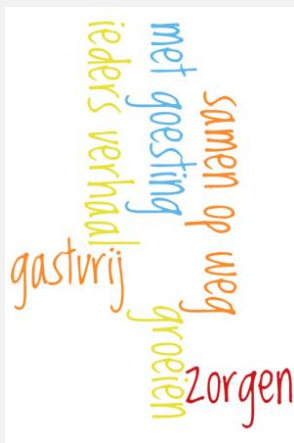 ieders verhaal
met goesting
samen op weg
gastvrij
groeien
zorgen